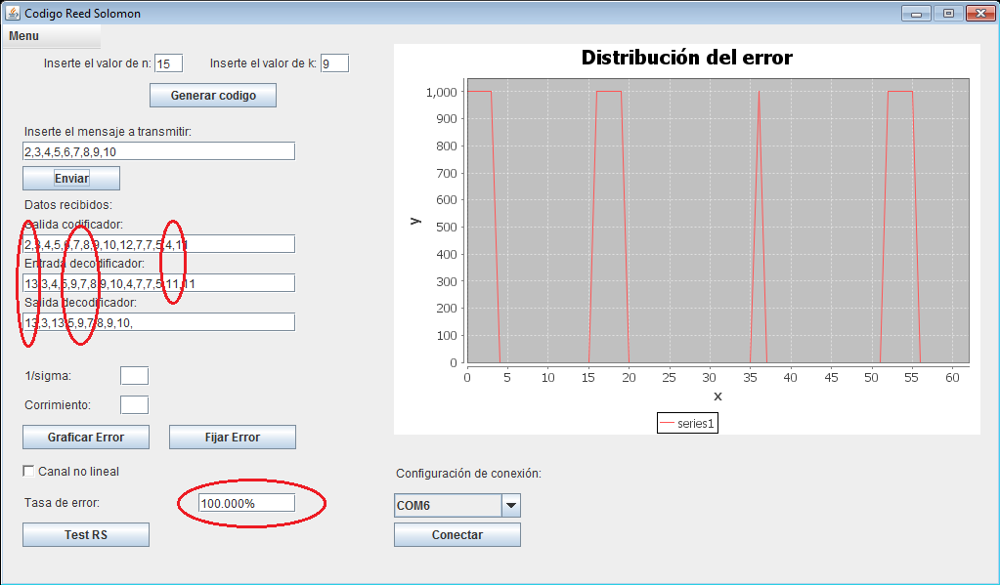 Codigo Reed Solomon
Menu
Inserte el valor de n: 15 Inserte el valor de k: 9
Generar codigo
Inserte el mensaje a transmitir:
2,3,4,5,6,7,8,9,10
Enviar
Datos recibidos:
Salida codificador:
2,3,4,5,6,7,8,9,10,12,7,7,5,4,11
Entrada decodificador:
13,3,4,5,9,7,8,9,10,4,7,7,5,11,11
Salida decodificador:
13,3,13,5,9,7,8,9,10,
1/sigma:
Corrimiento:
Graficar Error Fijar Error
Canal no lineal
Tasa de error: 100.000%
Test RS
Distribución del error
1,000
900
800
700
600
500
400
300
200
100
0
y
0 5 10 15 20 25 30 35 40 45 50 55 60
x
series1
Configuración de conexión:
COM6
Conectar